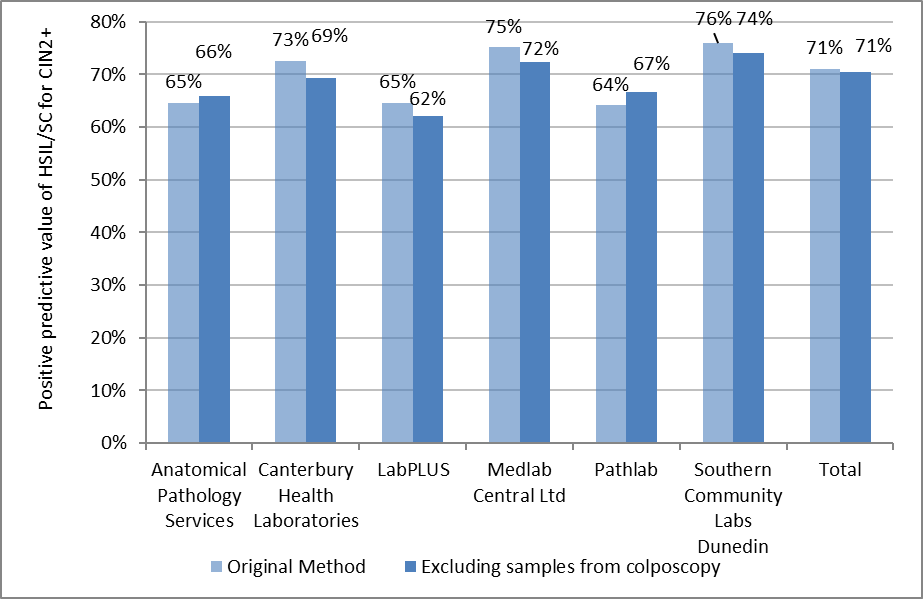 Positive predictive value of HSIL/SC for CIN2+
80%
70%
60%
50%
40%
30%
20%
10%
0%
65%
66%
73%
69%
65%
62%
75%
72%
64%
67%
76%
74%
71%
71%
Anatomical
Pathology
Services
Canterbury
Health
Laboratories
LabPLUS
Medlab
Central Ltd
Pathlab
Southern
Community
Labs
Dunedin
Total
Original Method
Excluding samples from colposcopy